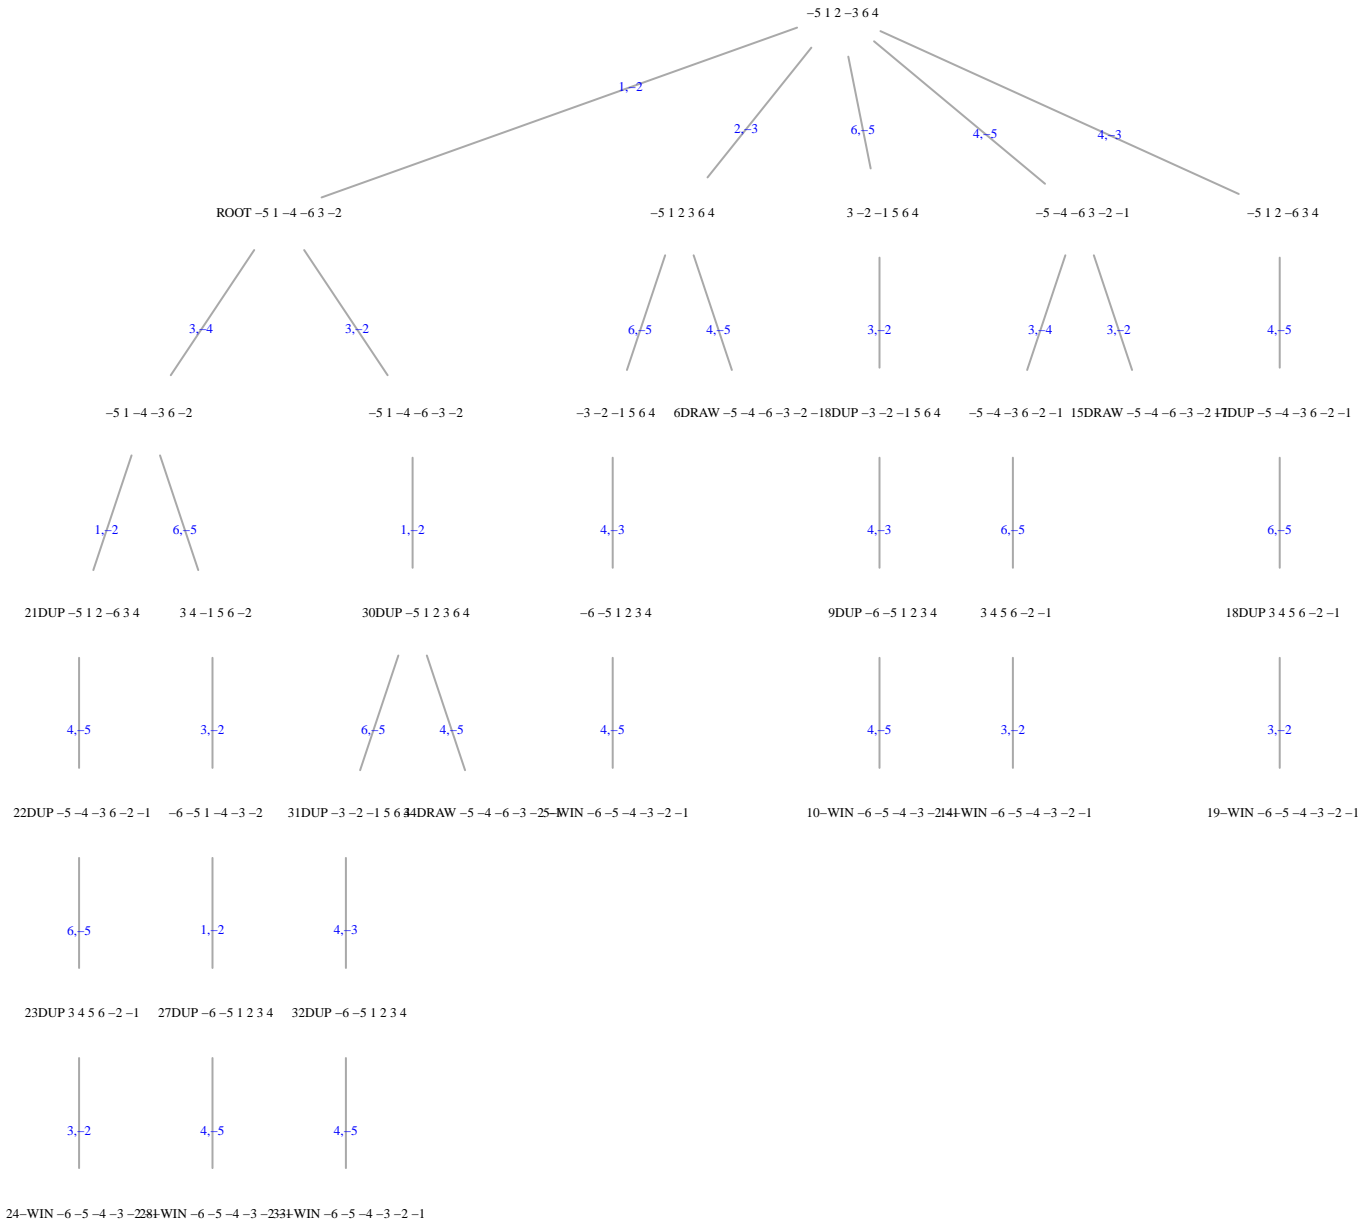 −5 1 2 −3 6 4
1,−2
2,−3
6,−5
4,−5
4,−3
ROOT −5 1 −4 −6 3 −2
−5 1 2 3 6 4
3 −2 −1 5 6 4
−5 −4 −6 3 −2 −1
−5 1 2 −6 3 4
3,−4
3,−2
6,−5
4,−5
3,−2
3,−4
3,−2
4,−5
−5 1 −4 −3 6 −2
−5 1 −4 −6 −3 −2
−3 −2 −1 5 6 4
6DRAW −5 −4 −6 −3 −2 −1
8DUP −3 −2 −1 5 6 4
−5 −4 −3 6 −2 −1
15DRAW −5 −4 −6 −3 −2 −1
17DUP −5 −4 −3 6 −2 −1
1,−2
6,−5
1,−2
4,−3
4,−3
6,−5
6,−5
21DUP −5 1 2 −6 3 4
3 4 −1 5 6 −2
30DUP −5 1 2 3 6 4
−6 −5 1 2 3 4
9DUP −6 −5 1 2 3 4
3 4 5 6 −2 −1
18DUP 3 4 5 6 −2 −1
4,−5
3,−2
6,−5
4,−5
4,−5
4,−5
3,−2
3,−2
22DUP −5 −4 −3 6 −2 −1
−6 −5 1 −4 −3 −2
31DUP −3 −2 −1 5 6 4
34DRAW −5 −4 −6 −3 −2 −1
5−WIN −6 −5 −4 −3 −2 −1
10−WIN −6 −5 −4 −3 −2 −1
14−WIN −6 −5 −4 −3 −2 −1
19−WIN −6 −5 −4 −3 −2 −1
6,−5
1,−2
4,−3
23DUP 3 4 5 6 −2 −1
27DUP −6 −5 1 2 3 4
32DUP −6 −5 1 2 3 4
3,−2
4,−5
4,−5
24−WIN −6 −5 −4 −3 −2 −1
28−WIN −6 −5 −4 −3 −2 −1
33−WIN −6 −5 −4 −3 −2 −1